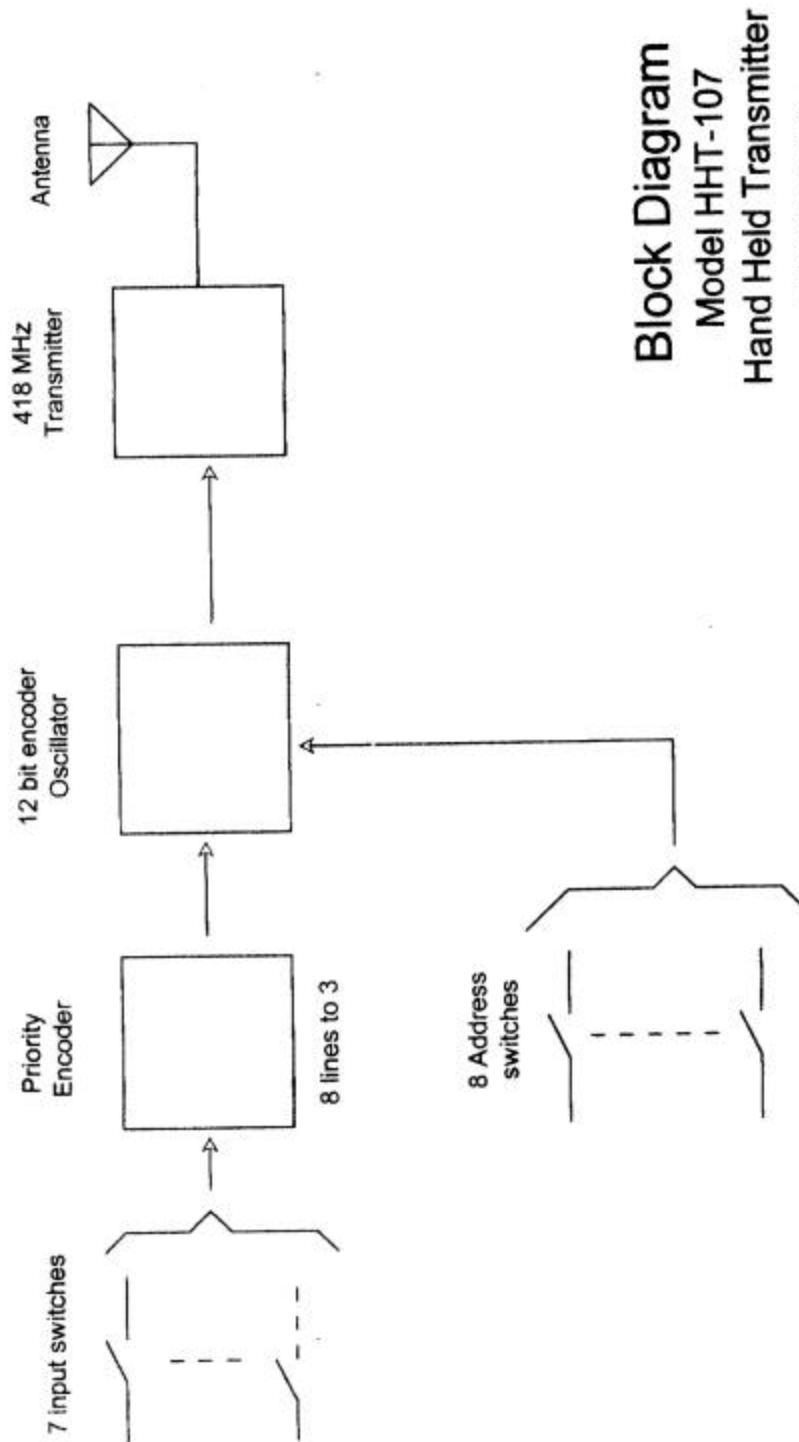 7 input switches
Priority
Encoder
8 lines to 3
12 bit encoder
Oscillator
418 MHz
Transmitter
Antenna
8 Address
switches
Block Diagram
Model HHT-107
Hand Held Transmitter